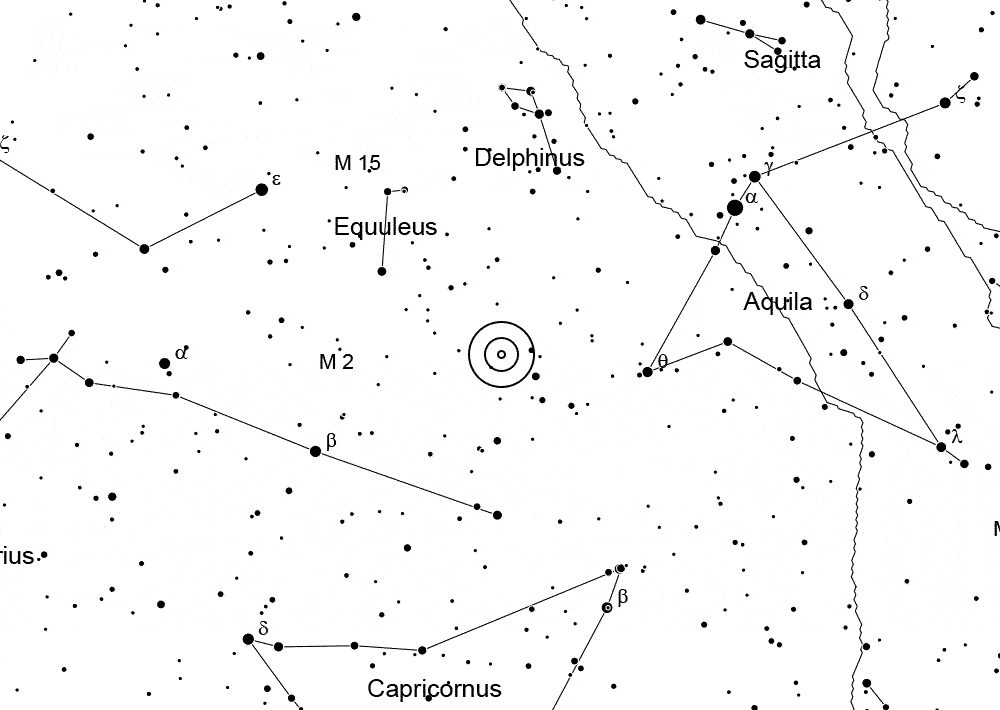 Sagitta
ζ
ζ
Delphinus
M 15
γ
ε
α
Equuleus
Aquila
δ
α
M 2
θ
β
λ
rius
β
δ
Capricornus